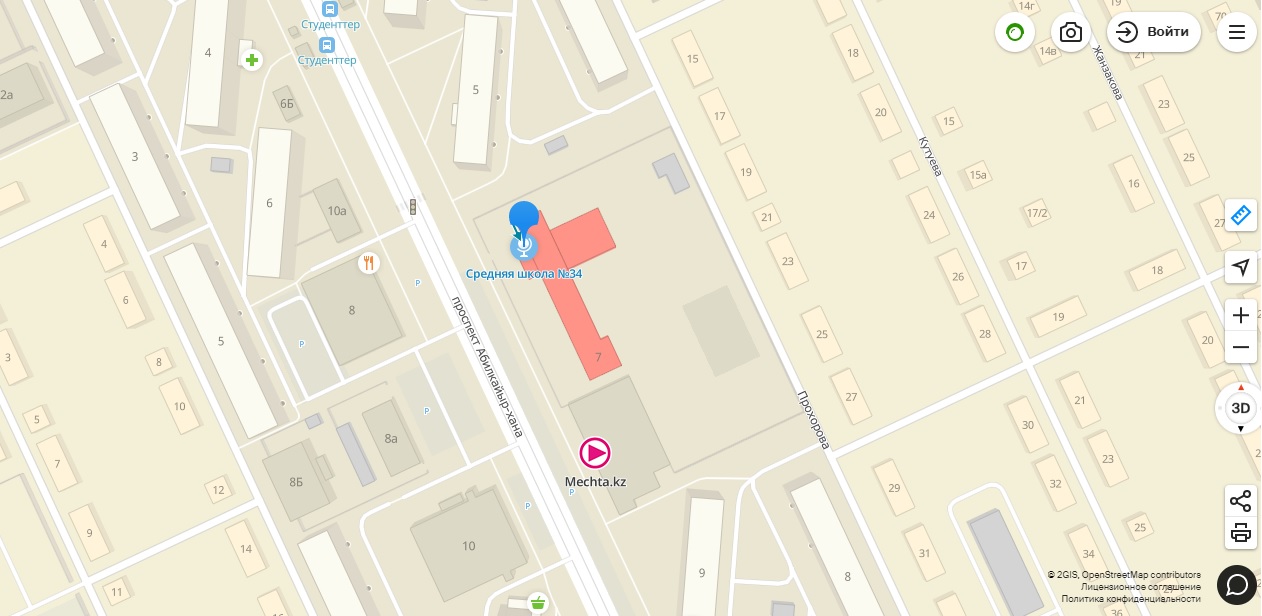 Студенттер
Студенттер
14г
19
70
Войти
14в
21
2а
4
6Б
5
15
18
Жанзакова
23
3
17
20
15
Кутуева
25
6
10а
19
15а
16
21
24
17/2
27
4
23
17
18
26
6
8
Р
Р
Средняя школа №34
7
проспект Абилкайыр-хана
25
28
19
20
3
5
Р
8
10
8а
Р
27
Прохорова
21
30
5
7
8Б
12
Mechta.kz
Р
Р
29
32
23
25
9
14
10
9
8
31
34
11
16
36
3D
© 2GIS, OpenStreetMap contributors
Лицензионное соглашение
Политика конфиденциальности